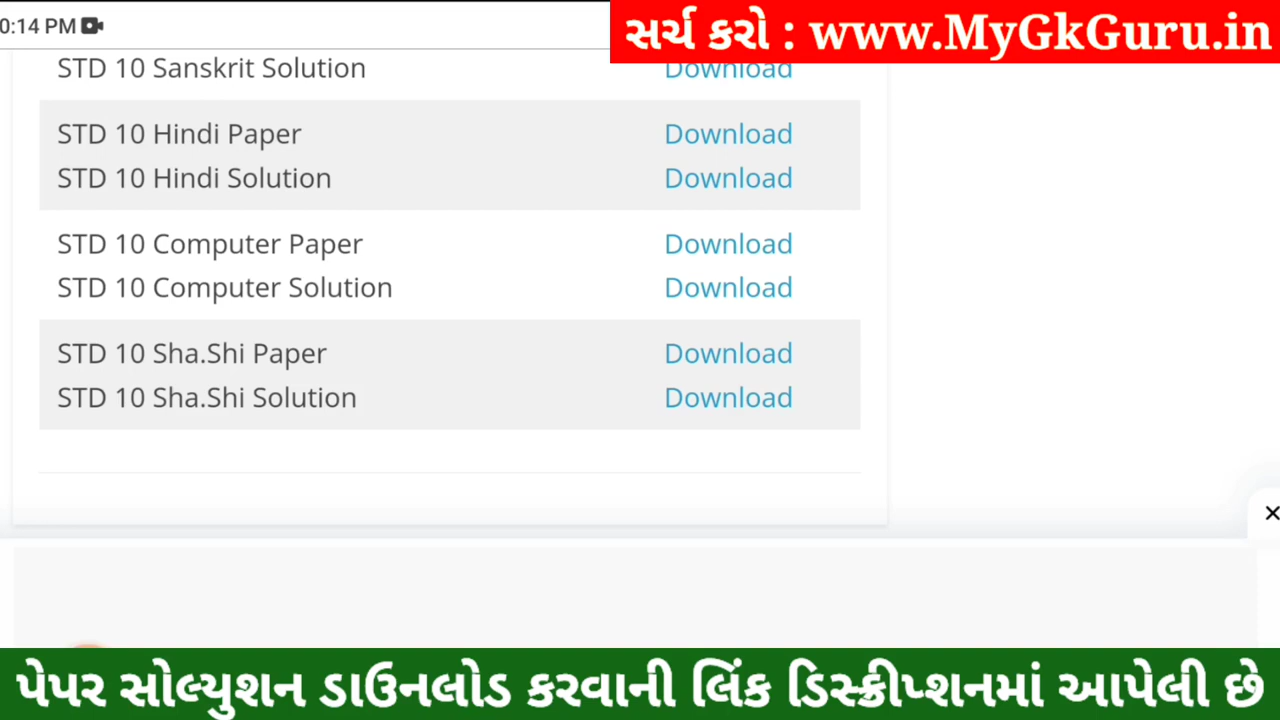 0:14 PM
સર્ચ કરો : www.MyGkGuru.in
STD 10 Sanskrit Solution Download
STD 10 Hindi Paper Download
STD 10 Hindi Solution Download
STD 10 Computer Paper Download
STD 10 Computer Solution Download
STD 10 Sha.Shi Paper Download
STD 10 Sha.Shi Solution Download
પેપર સોલ્યુશન ડાઉનલોડ કરવાની લિંક ડિસ્ક્રીપ્શનમાં આપેલી છે